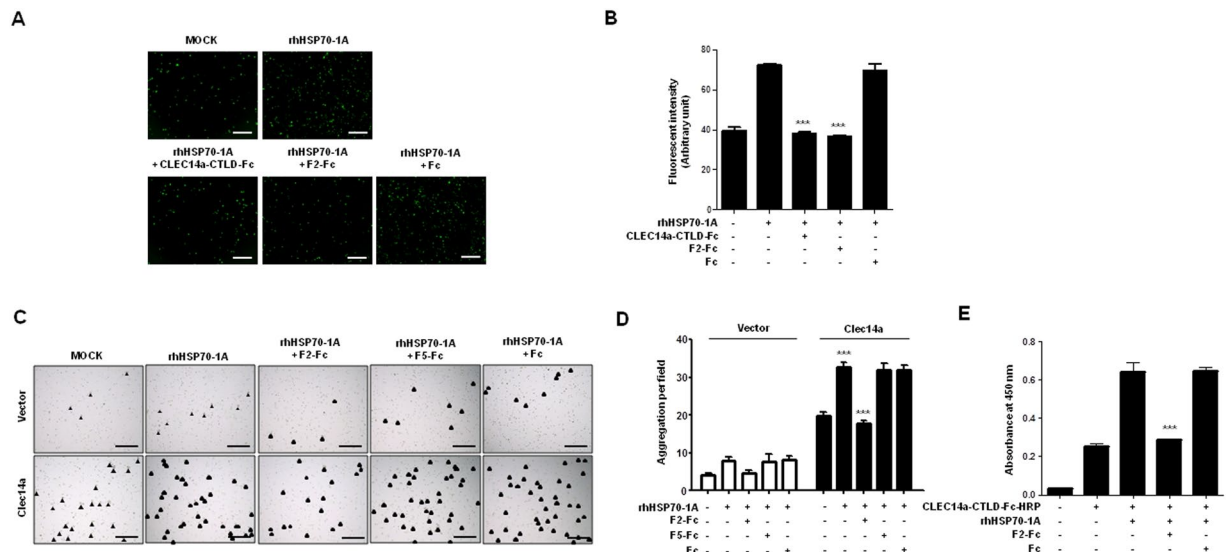 A
MOCK
rhHSP70-1A
rhHSP70-1A
+ CLEC14a-CTLD-Fc
rhHSP70-1A
+ F2-Fc
rhHSP70-1A
+ Fc
B
Fluorescent intensity
(Arbitrary unit)
80
60
40
20
0
*** ***
rhHSP70-1A - + + + +
CLEC14a-CTLD-Fc - - + - -
F2-Fc - - - + -
Fc - - - - +
C
MOCK
rhHSP70-1A
rhHSP70-1A
+ F2-Fc
rhHSP70-1A
+ F5-Fc
rhHSP70-1A
+ Fc
Vector
Clec14a
D
Vector
Clec14a
Aggregation per field
40
30
20
10
0
***
***
rhHSP70-1A - + + + + - + + + +
F2-Fc - - + - - - - + - -
F5-Fc - - - + - - - - + -
Fc - - - - + - - - - +
E
Absorbance at 450 nm
0.8
0.6
0.4
0.2
0.0
***
CLEC14a-CTLD-Fc-HRP - + + + +
rhHSP70-1A - - + + +
F2-Fc - - - + -
Fc - - - - +